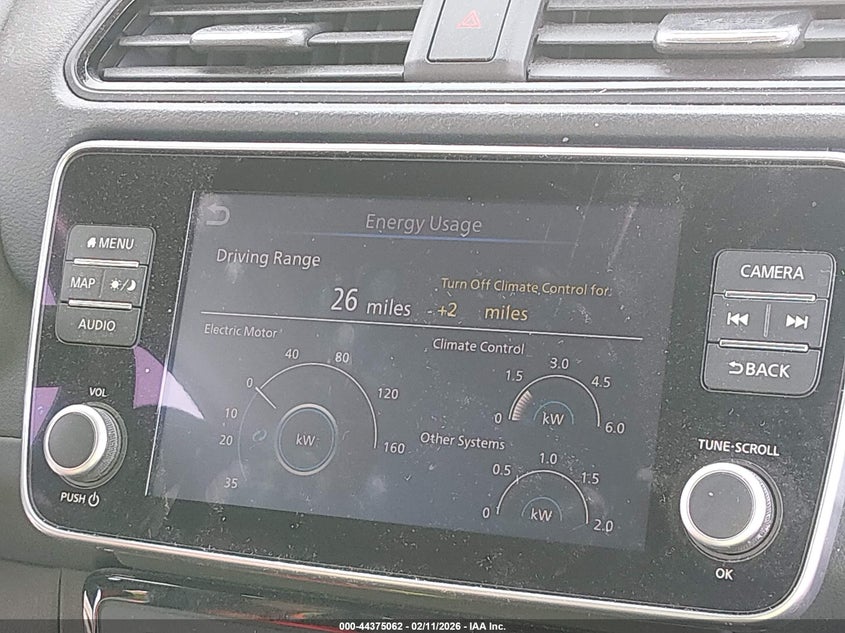 Energy Usage
MENU
MAP
AUDIO
VOL
PUSH
Driving Range
26 miles
Turn Off Climate Control for:
+2 miles
Electric Motor
0
40
80
120
160
10
20
35
kW
Climate Control
0
1.5
3.0
4.5
6.0
kW
Other Systems
0
0.5
1.0
1.5
2.0
kW
CAMERA
BACK
TUNE·SCROLL
OK
000-44375062 - 02/11/2026 - IAA Inc.